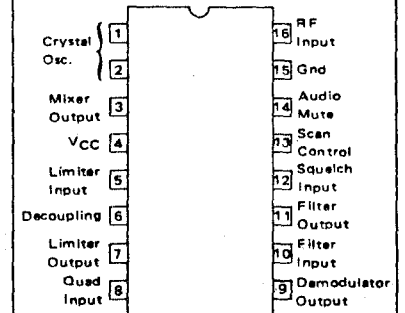 Crystal
Osc.
1
2
Mixer
Output
3
VCC
4
Limiter
Input
5
Decoupling
6
Limiter
Output
7
Quad
Input
8
16
RF
Input
15
Gnd
14
Audio
Mute
13
Scan
Control
12
Squelch
Input
11
Filter
Output
10
Filter
Input
9
Demodulator
Output